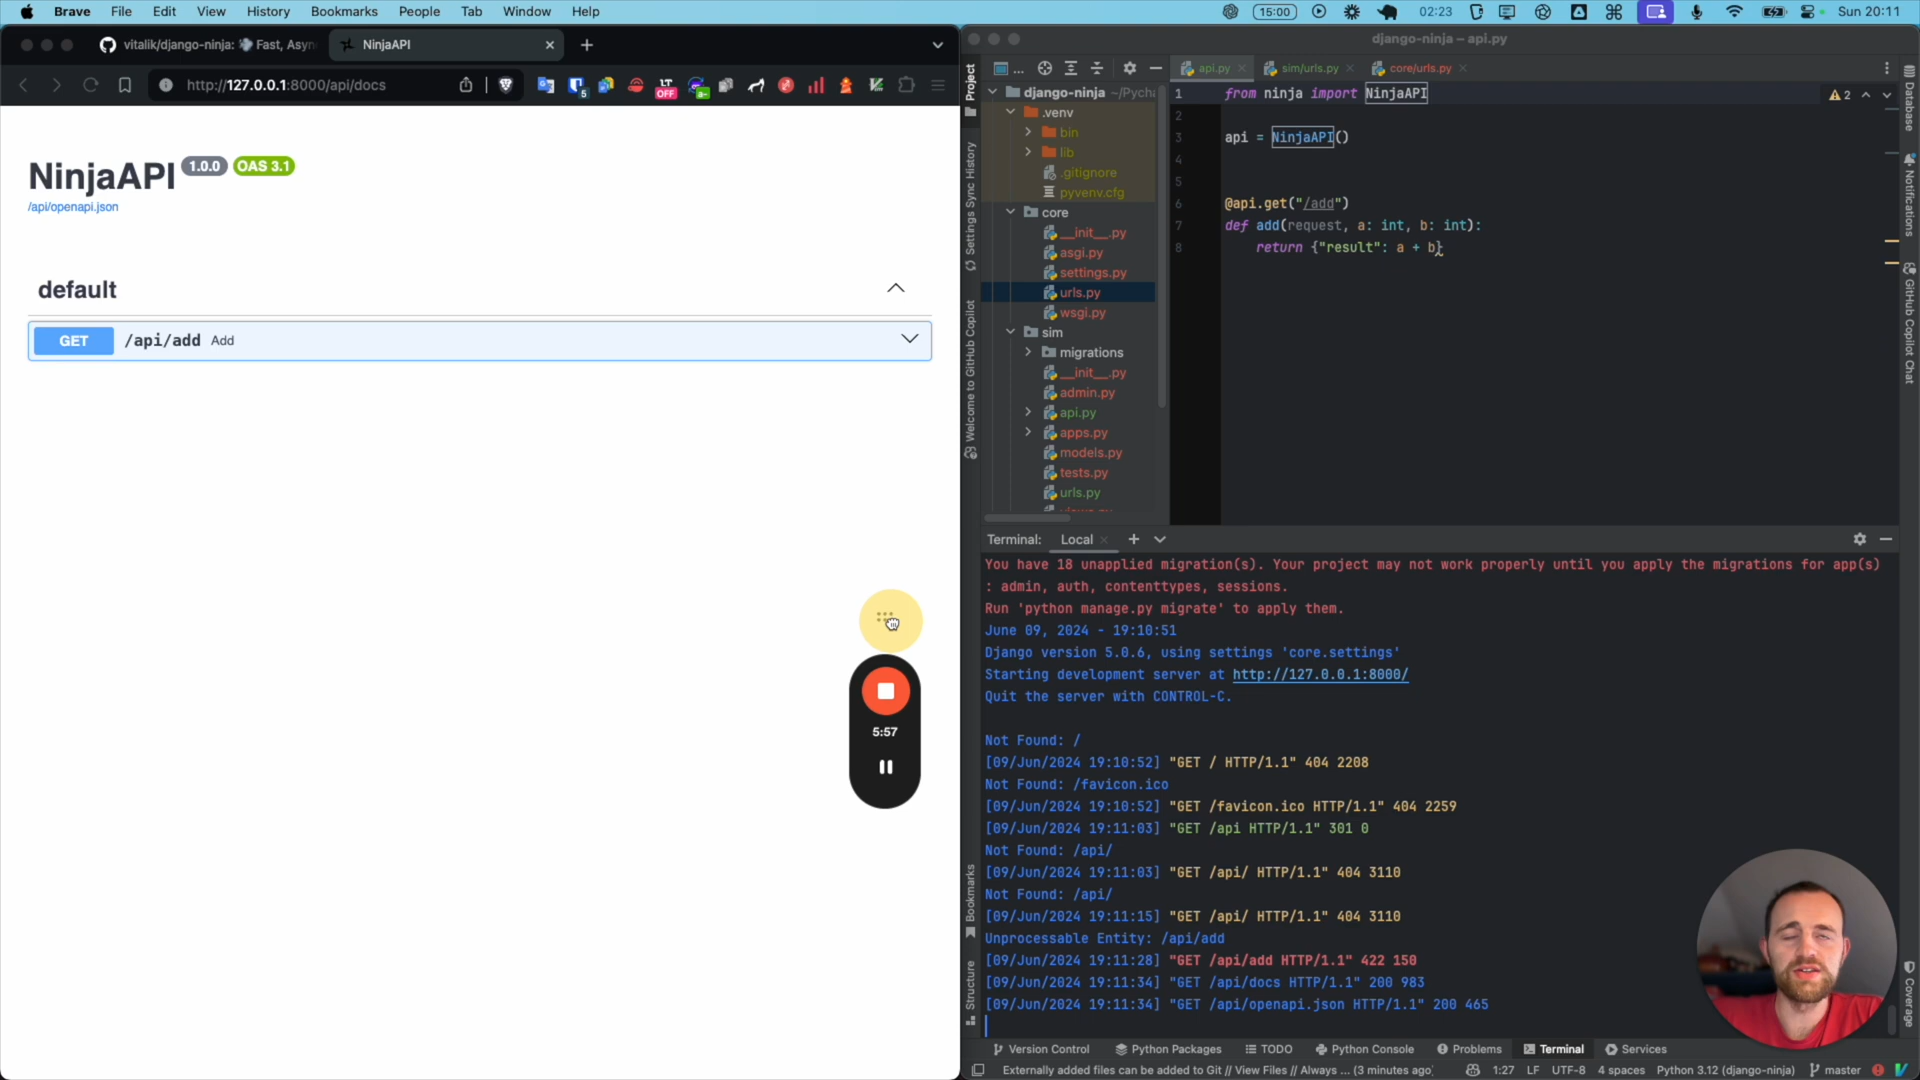 Brave File Edit View History Bookmarks People Tab Window Help
15:00
02:23
Sun 20:11
vitalik/django-ninja: 💨 Fast, Asyn
NinjaAPI
http://127.0.0.1:8000/api/docs
5
LT
OFF
NinjaAPI 1.0.0 OAS 3.1
/api/openapi.json
default
GET /api/add Add
5:57
django-ninja – api.py
Project
Settings Sync History
Welcome to GitHub Copilot
Bookmarks
Structure
...
django-ninja ~/Pycha
.venv
bin
lib
.gitignore
pyvenv.cfg
core
__init__.py
asgi.py
settings.py
urls.py
wsgi.py
sim
migrations
__init__.py
admin.py
api.py
apps.py
models.py
tests.py
urls.py
views.py
api.py
sim/urls.py
core/urls.py
2
1 from ninja import NinjaAPI
2
3 api = NinjaAPI()
4
5
6 @api.get("/add")
7 def add(request, a: int, b: int):
8 return {"result": a + b}
Database
Notifications
GitHub Copilot Chat
Coverage
Terminal: Local
You have 18 unapplied migration(s). Your project may not work properly until you apply the migrations for app(s)
: admin, auth, contenttypes, sessions.
Run 'python manage.py migrate' to apply them.
June 09, 2024 - 19:10:51
Django version 5.0.6, using settings 'core.settings'
Starting development server at http://127.0.0.1:8000/
Quit the server with CONTROL-C.
Not Found: /
[09/Jun/2024 19:10:52] "GET / HTTP/1.1" 404 2208
Not Found: /favicon.ico
[09/Jun/2024 19:10:52] "GET /favicon.ico HTTP/1.1" 404 2259
[09/Jun/2024 19:11:03] "GET /api HTTP/1.1" 301 0
Not Found: /api/
[09/Jun/2024 19:11:03] "GET /api/ HTTP/1.1" 404 3110
Not Found: /api/
[09/Jun/2024 19:11:15] "GET /api/ HTTP/1.1" 404 3110
Unprocessable Entity: /api/add
[09/Jun/2024 19:11:28] "GET /api/add HTTP/1.1" 422 150
[09/Jun/2024 19:11:34] "GET /api/docs HTTP/1.1" 200 983
[09/Jun/2024 19:11:34] "GET /api/openapi.json HTTP/1.1" 200 465
Version Control Python Packages TODO Python Console Problems Terminal Services
Externally added files can be added to Git // View Files // Always ... (3 minutes ago) 1:27 LF UTF-8 4 spaces Python 3.12 (django-ninja) master